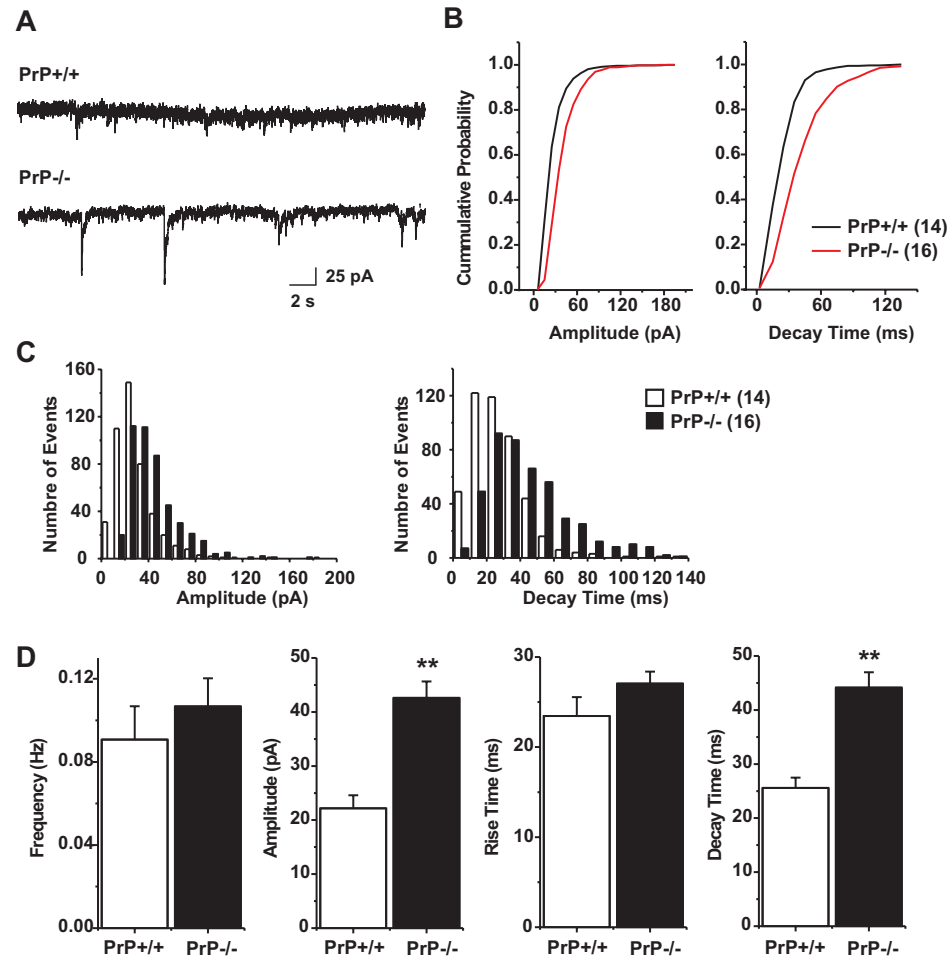 A
PrP+/+
PrP-/-
25 pA
2 s
B
Cummulative Probability
1.0
0.8
0.6
0.4
0.2
0.0
0 60 120 180
Amplitude (pA)
1.0
0.8
0.6
0.4
0.2
0.0
0 60 120
Decay Time (ms)
PrP+/+ (14)
PrP-/- (16)
C
Numbre of Events
160
120
80
40
0
0 40 80 120 160 200
Amplitude (pA)
Numbre of Events
120
80
40
0
0 20 40 60 80 100 120 140
Decay Time (ms)
PrP+/+ (14)
PrP-/- (16)
D
Frequency (Hz)
0.12
0.08
0.04
0.00
PrP+/+ PrP-/-
Amplitude (pA)
50
40
30
20
10
0
**
PrP+/+ PrP-/-
Rise Time (ms)
30
20
10
0
PrP+/+ PrP-/-
Decay Time (ms)
50
40
30
20
10
0
**
PrP+/+ PrP-/-